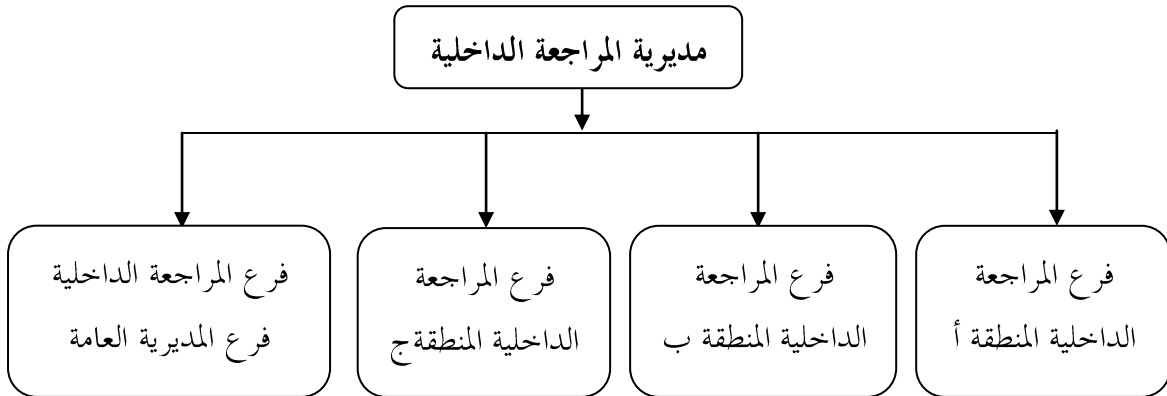 مديرية المراجعة الداخلية
فرع المراجعة
الداخلية المنطقة أ
فرع المراجعة
الداخلية المنطقة ب
فرع المراجعة
الداخلية المنطقةج
فرع المراجعة الداخلية
فرع المديرية العامة